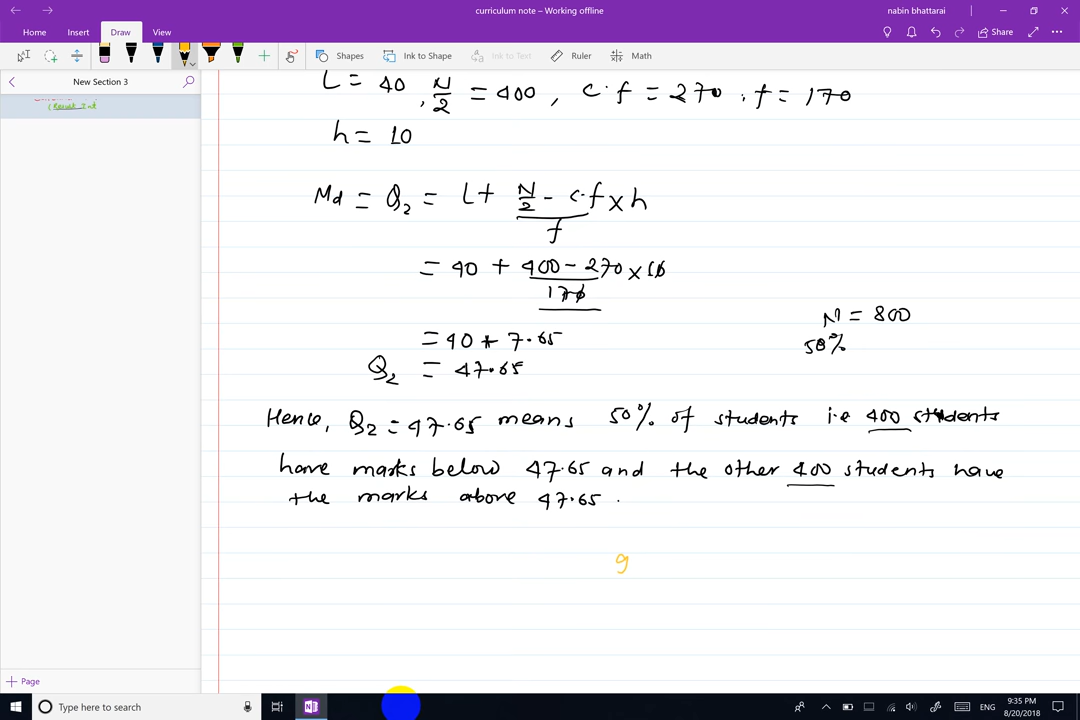 curriculum note – Working offline
nabin bhattarai
Home Insert Draw View
Share
Shapes Ink to Shape Ink to Text Ruler Math
New Section 3
L = 40 , N/2 = 400 , c.f = 270 , f = 170
h = 10
Md = Q2 = L + N/2 - c.f × h
f
= 40 + 400 - 270 × 10
170
= 40 + 7.65
N = 800
50%
Q2 = 47.65
Hence, Q2 = 47.65 means 50% of students i.e 400 students
have marks below 47.65 and the other 400 students have
the marks above 47.65 .
9
+ Page
Type here to search
ENG
9:35 PM
8/20/2018